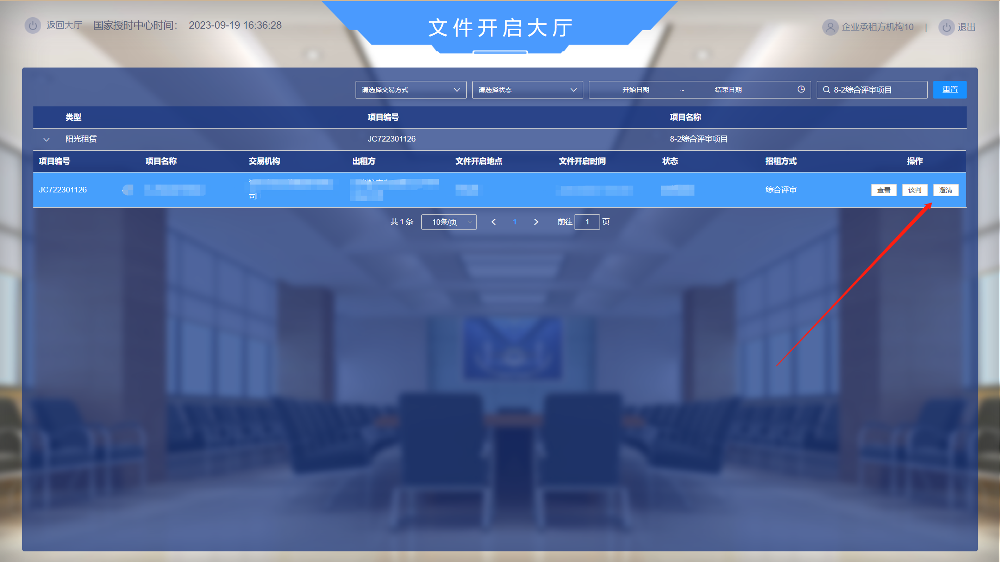 返回大厅 国家授时中心时间： 2023-09-19 16:36:28
文件开启大厅
企业承租方机构10 | 退出
请选择交易方式 请选择状态 开始日期 ~ 结束日期 8-2综合评审项目 重置
类型 项目编号 项目名称
阳光租赁 JC722301126 8-2综合评审项目
项目编号 项目名称 交易机构 出租方 文件开启地点 文件开启时间 状态 招租方式 操作
JC722301126 司 综合评审 查看 谈判 澄清
共 1 条 10条/页 1 前往 1 页